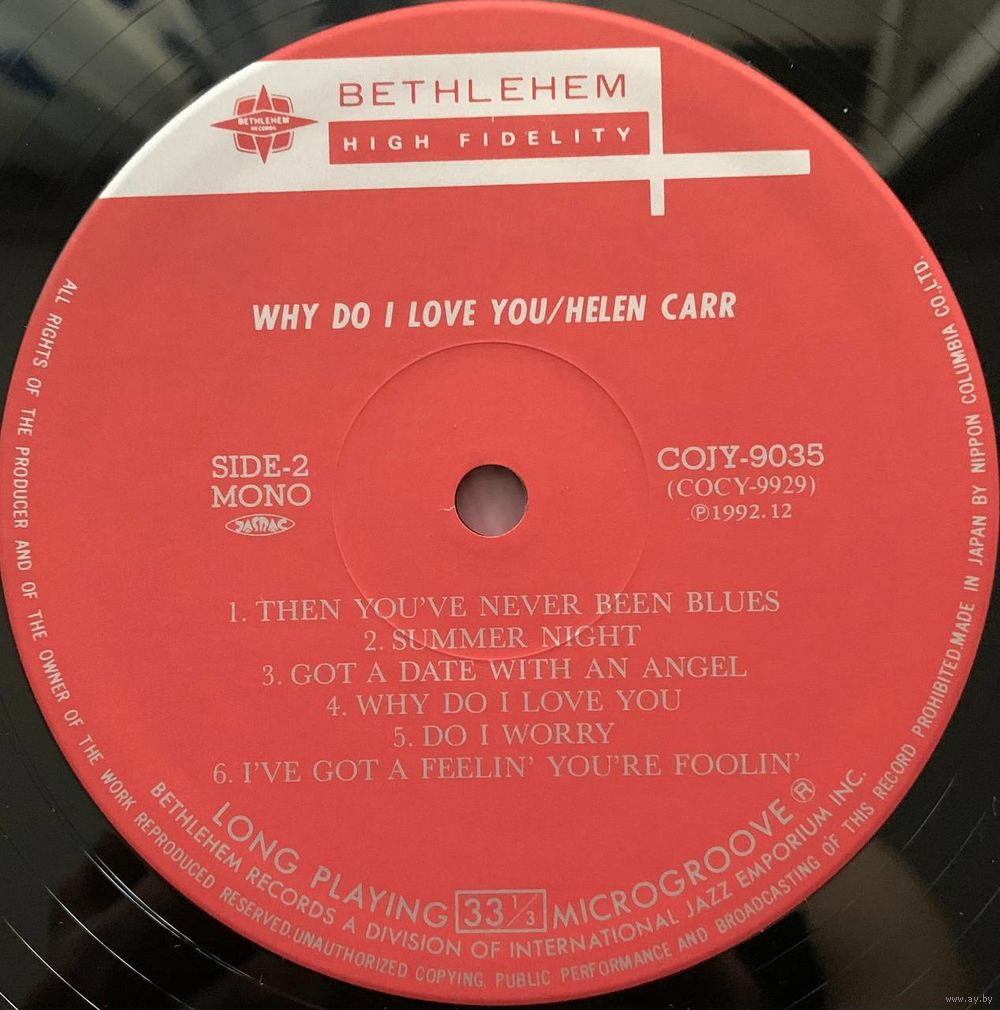 BETHLEHEM
BETHLEHEM
RECORDS
HIGH FIDELITY
WHY DO I LOVE YOU/HELEN CARR
SIDE-2
MONO
JASRAC
COJY-9035
(COCY-9929)
Ⓟ1992.12
1. THEN YOU'VE NEVER BEEN BLUES
2. SUMMER NIGHT
3. GOT A DATE WITH AN ANGEL
4. WHY DO I LOVE YOU
5. DO I WORRY
6. I'VE GOT A FEELIN' YOU'RE FOOLIN'
LONG PLAYING 33 1/3 MICROGROOVE ®
BETHLEHEM RECORDS A DIVISION OF INTERNATIONAL JAZZ EMPORIUM INC.
ALL RIGHTS OF THE PRODUCER AND OF THE OWNER OF THE WORK REPRODUCED RESERVED.UNAUTHORIZED COPYING, PUBLIC PERFORMANCE AND BROADCASTING OF THIS RECORD PROHIBITED.MADE IN JAPAN BY NIPPON COLUMBIA CO.,LTD.
www.ay.by